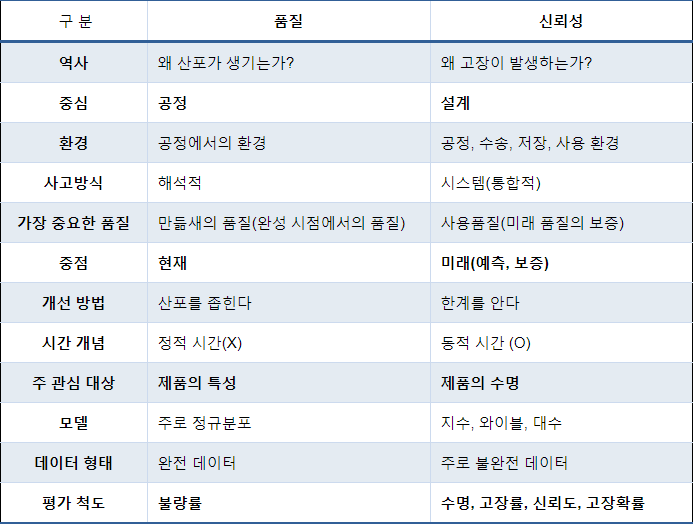 구 분 품질 신뢰성
역사 왜 산포가 생기는가? 왜 고장이 발생하는가?
중심 공정 설계
환경 공정에서의 환경 공정, 수송, 저장, 사용 환경
사고방식 해석적 시스템(통합적)
가장 중요한 품질 만듦새의 품질(완성 시점에서의 품질) 사용품질(미래 품질의 보증)
중점 현재 미래(예측, 보증)
개선 방법 산포를 좁힌다 한계를 안다
시간 개념 정적 시간(X) 동적 시간 (O)
주 관심 대상 제품의 특성 제품의 수명
모델 주로 정규분포 지수, 와이블, 대수
데이터 형태 완전 데이터 주로 불완전 데이터
평가 척도 불량률 수명, 고장률, 신뢰도, 고장확률